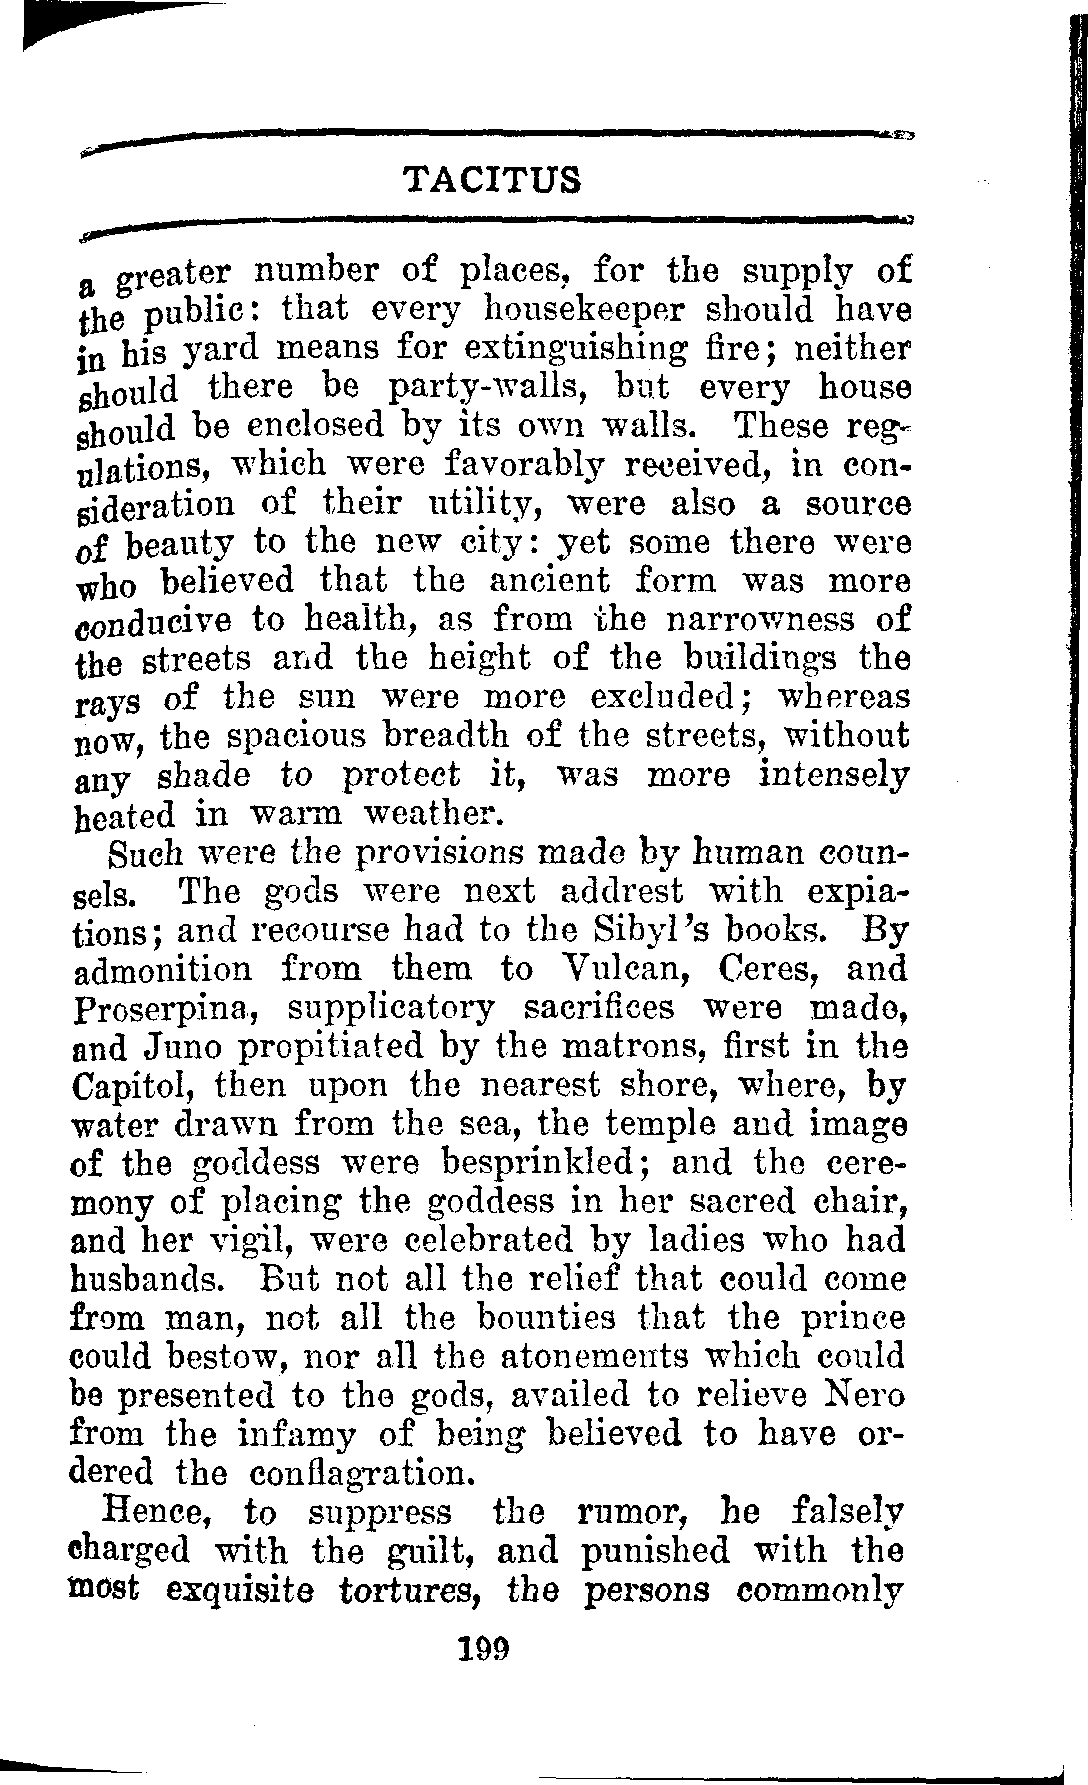 TACITUS
a greater number of places, for the supply of
the public: that every housekeeper should have
in his yard means for extinguishing fire; neither
should there be party-walls, but every house
should be enclosed by its own walls. These reg-
ulations, which were favorably received, in con-
sideration of their utility, were also a source
of beauty to the new city: yet some there were
who believed that the ancient form was more
conducive to health, as from the narrowness of
the streets and the height of the buildings the
rays of the sun were more excluded; whereas
now, the spacious breadth of the streets, without
any shade to protect it, was more intensely
heated in warm weather.
Such were the provisions made by human coun-
sels. The gods were next addrest with expia-
tions; and recourse had to the Sibyl's books. By
admonition from them to Vulcan, Ceres, and
Proserpina, supplicatory sacrifices were made,
and Juno propitiated by the matrons, first in the
Capitol, then upon the nearest shore, where, by
water drawn from the sea, the temple and image
of the goddess were besprinkled; and the cere-
mony of placing the goddess in her sacred chair,
and her vigil, were celebrated by ladies who had
husbands. But not all the relief that could come
from man, not all the bounties that the prince
could bestow, nor all the atonements which could
be presented to the gods, availed to relieve Nero
from the infamy of being believed to have or-
dered the conflagration.
Hence, to suppress the rumor, he falsely
charged with the guilt, and punished with the
most exquisite tortures, the persons commonly
199